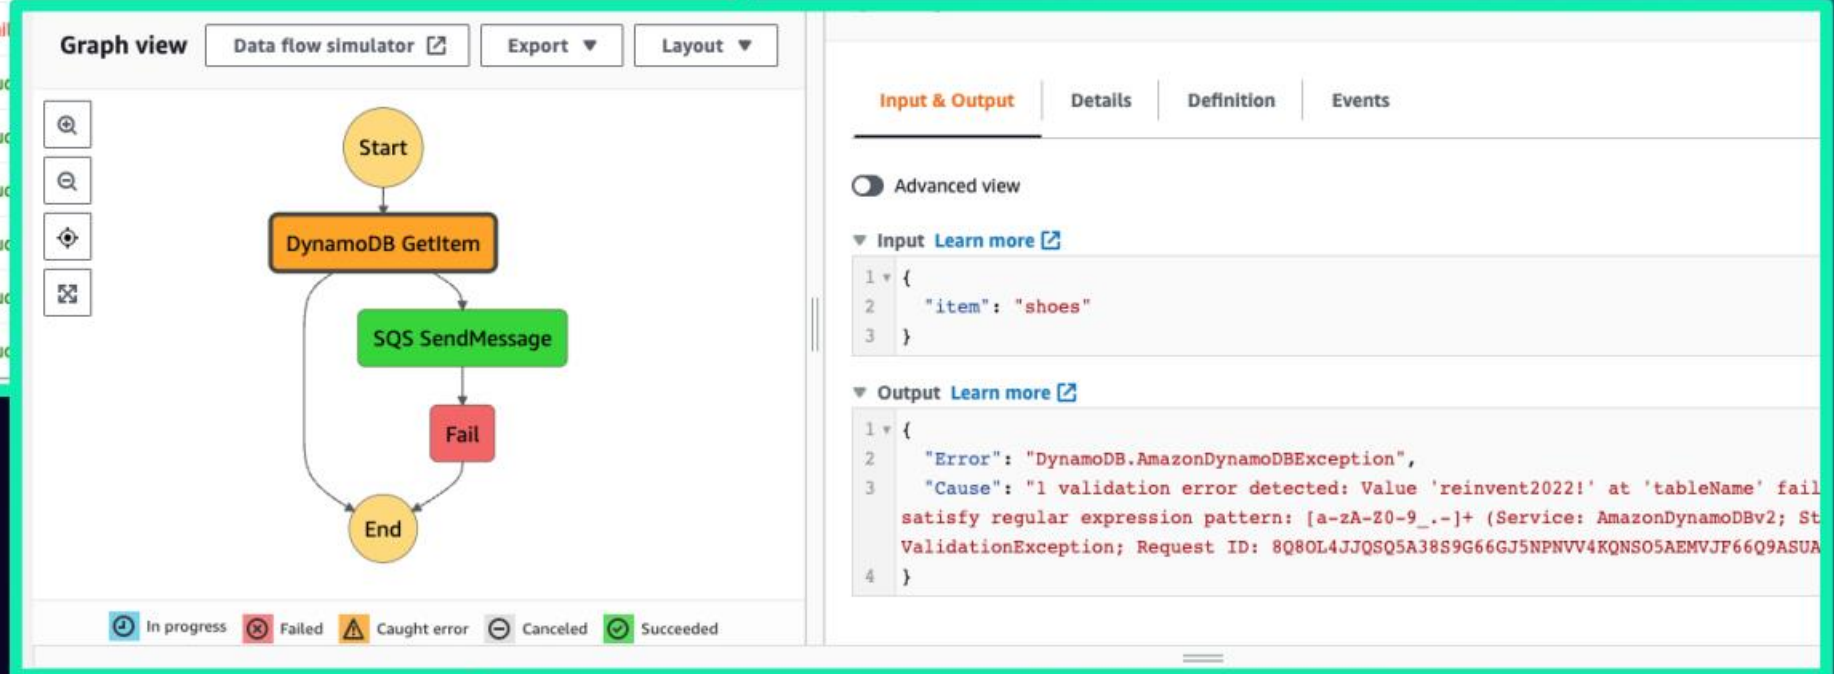 Graph view
Data flow simulator
Export
Layout
Start
DynamoDB GetItem
SQS SendMessage
Fail
End
In progress
Failed
Caught error
Canceled
Succeeded
Input & Output
Details
Definition
Events
Advanced view
Input Learn more
1 {
2 "item": "shoes"
3 }
Output Learn more
1 {
2 "Error": "DynamoDB.AmazonDynamoDBException",
3 "Cause": "1 validation error detected: Value 'reinvent2022!' at 'tableName' fail
satisfy regular expression pattern: [a-zA-Z0-9_.-]+ (Service: AmazonDynamoDBv2; St
ValidationException; Request ID: 8Q8OL4JJQSQ5A38S9G66GJ5NPNVV4KQNSO5AEMVJF66Q9ASUA
4 }